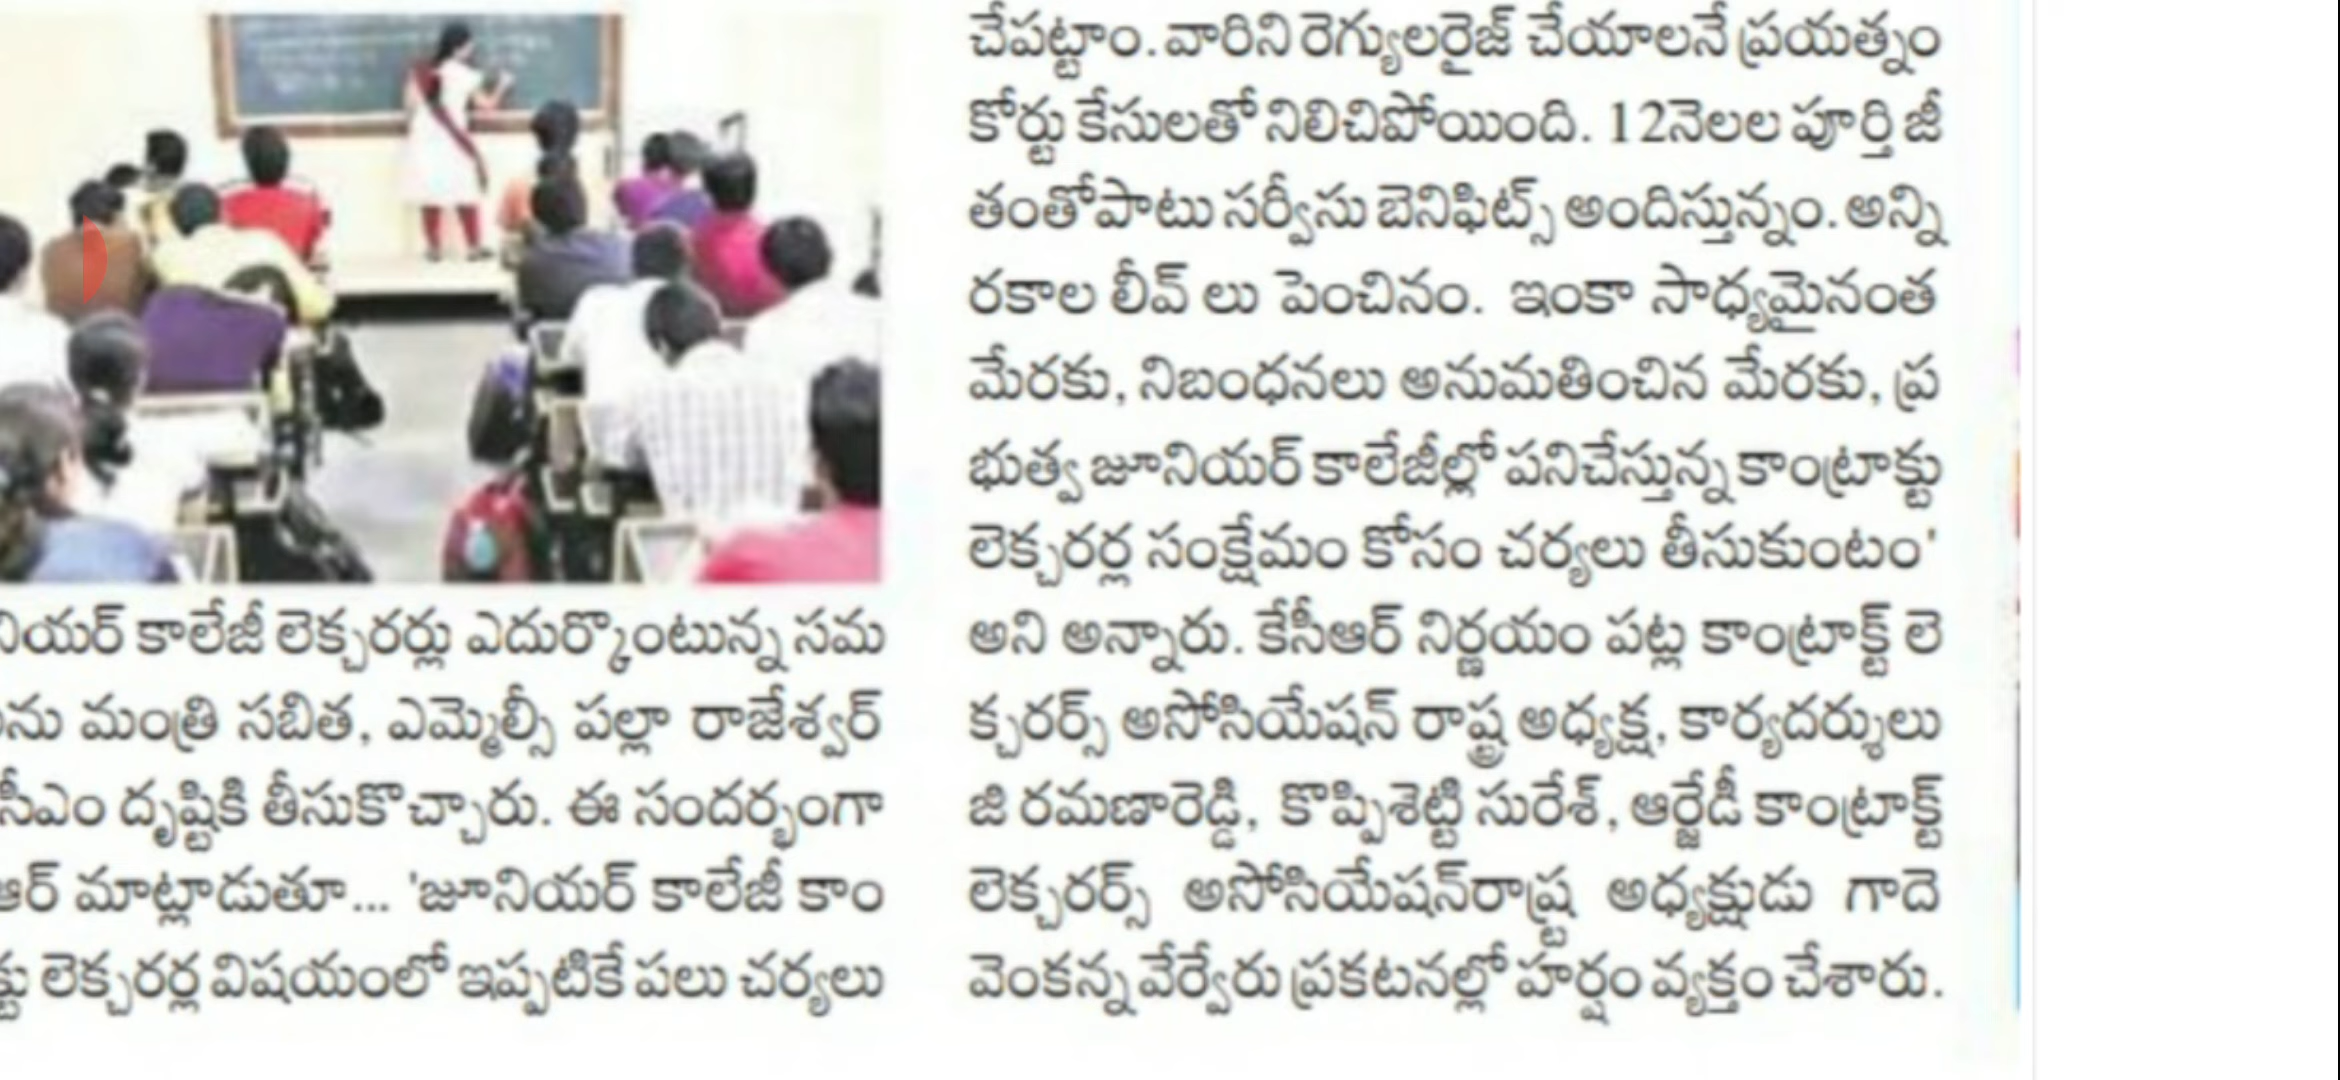 నియర్ కాలేజీ లెక్చరర్లు ఎదుర్కొంటున్న సమ
ను మంత్రి సబిత, ఎమ్మెల్సీ పల్లా రాజేశ్వర్
సీఎం దృష్టికి తీసుకొచ్చారు. ఈ సందర్భంగా
ఆర్ మాట్లాడుతూ... 'జూనియర్ కాలేజీ కాం
క్టు లెక్చరర్ల విషయంలో ఇప్పటికే పలు చర్యలు
చేపట్టాం. వారిని రెగ్యులరైజ్ చేయాలనే ప్రయత్నం
కోర్టు కేసులతో నిలిచిపోయింది. 12నెలల పూర్తి జీ
తంతోపాటు సర్వీసు బెనిఫిట్స్ అందిస్తున్నం. అన్ని
రకాల లీవ్ లు పెంచినం. ఇంకా సాధ్యమైనంత
మేరకు, నిబంధనలు అనుమతించిన మేరకు, ప్ర
భుత్వ జూనియర్ కాలేజీల్లో పనిచేస్తున్న కాంట్రాక్టు
లెక్చరర్ల సంక్షేమం కోసం చర్యలు తీసుకుంటం'
అని అన్నారు. కేసీఆర్ నిర్ణయం పట్ల కాంట్రాక్ట్ లె
క్చరర్స్ అసోసియేషన్ రాష్ట్ర అధ్యక్ష, కార్యదర్శులు
జి రమణారెడ్డి, కొప్పిశెట్టి సురేశ్, ఆర్జేడీ కాంట్రాక్ట్
లెక్చరర్స్ అసోసియేషన్‌రాష్ట్ర అధ్యక్షుడు గాదె
వెంకన్న వేర్వేరు ప్రకటనల్లో హర్షం వ్యక్తం చేశారు.